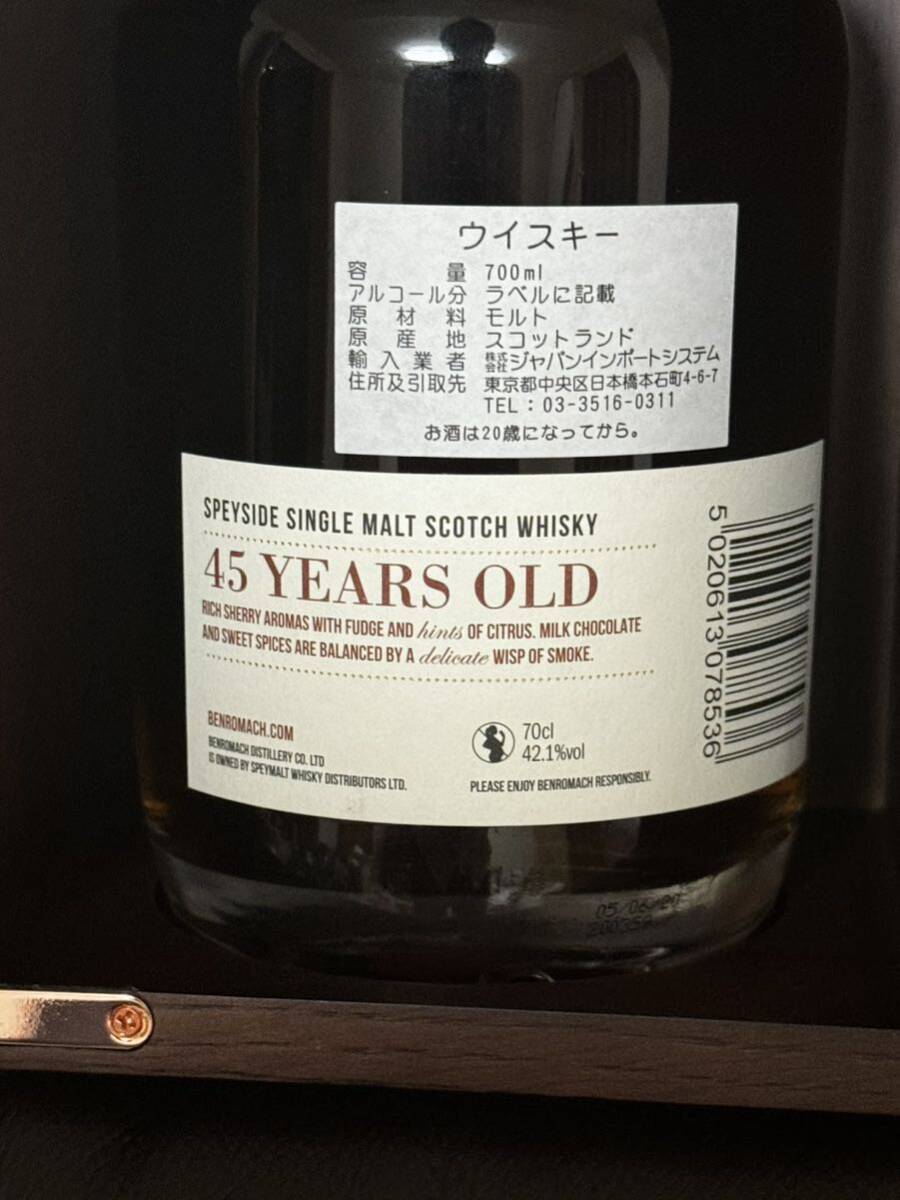 ウイスキー
容量 700ml
アルコール分 ラベルに記載
原材料 モルト
原産地 スコットランド
輸入業者 株式会社ジャパンインポートシステム
住所及引取先 東京都中央区日本橋本石町4-6-7
TEL : 03-3516-0311
お酒は20歳になってから。
SPEYSIDE SINGLE MALT SCOTCH WHISKY
45 YEARS OLD
RICH SHERRY AROMAS WITH FUDGE AND hints OF CITRUS. MILK CHOCOLATE
AND SWEET SPICES ARE BALANCED BY A delicate WISP OF SMOKE.
BENROMACH.COM
BENROMACH DISTILLERY CO. LTD
IS OWNED BY SPEYMALT WHISKY DISTRIBUTORS LTD.
70cl
42.1%vol
PLEASE ENJOY BENROMACH RESPONSIBLY.
5 020613 078536